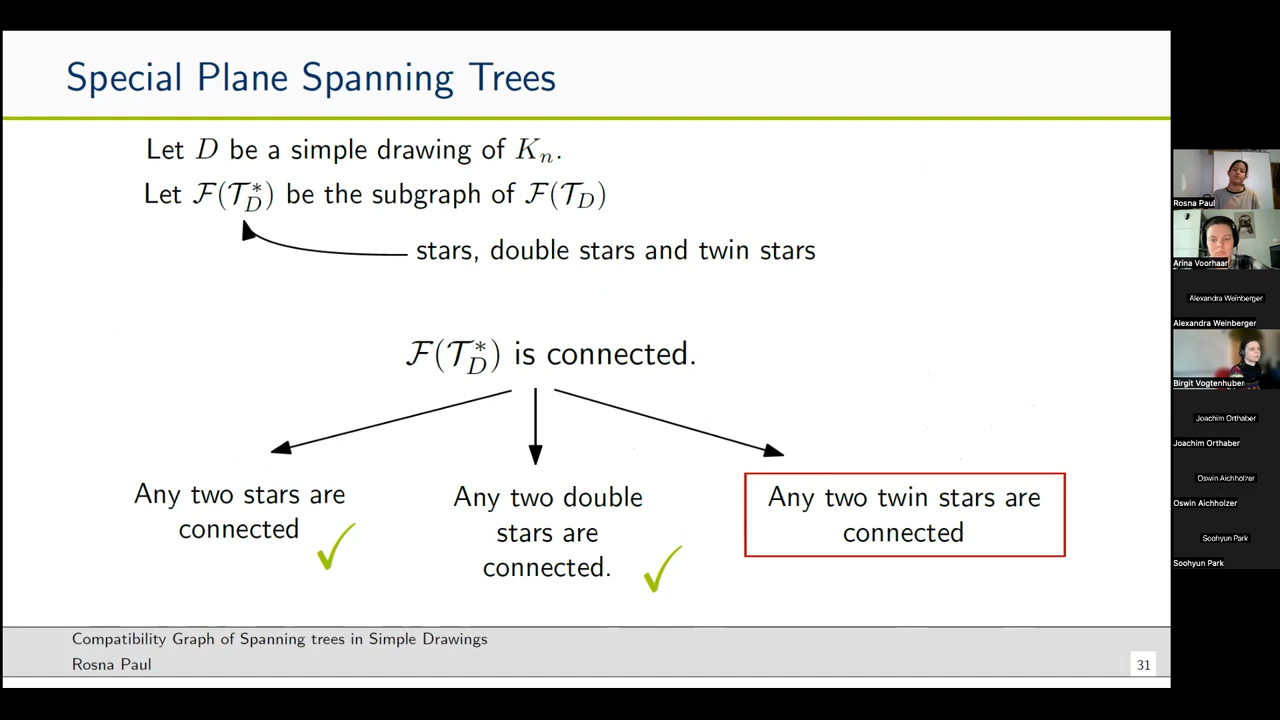 Special Plane Spanning Trees
Let D be a simple drawing of Kₙ.
Let ℱ(𝒯*_D) be the subgraph of ℱ(𝒯_D)
stars, double stars and twin stars
ℱ(𝒯*_D) is connected.
Any two stars are
connected
Any two double
stars are
connected.
Any two twin stars are
connected
Compatibility Graph of Spanning trees in Simple Drawings
Rosna Paul
31
Rosna Paul
Arina Voorhaar
Alexandra Weinberger
Alexandra Weinberger
Birgit Vogtenhuber
Joachim Orthaber
Joachim Orthaber
Oswin Aichholzer
Oswin Aichholzer
Soohyun Park
Soohyun Park